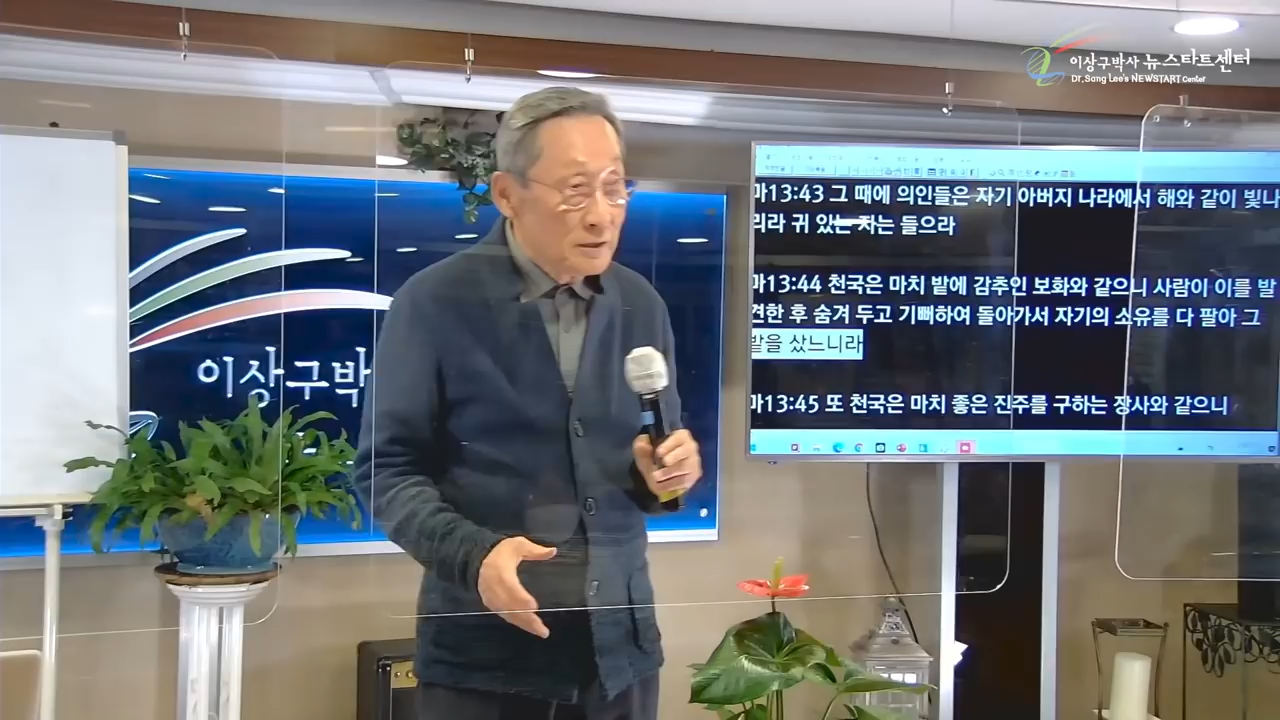 이상구박사 뉴스타트센터
Dr. Sang Lee's NEWSTART Center
마13:43 그 때에 의인들은 자기 아버지 나라에서 해와 같이 빛나
리라 귀 있는 자는 들으라
마13:44 천국은 마치 밭에 감추인 보화와 같으니 사람이 이를 발
견한 후 숨겨 두고 기뻐하여 돌아가서 자기의 소유를 다 팔아 그
밭을 샀느니라
마13:45 또 천국은 마치 좋은 진주를 구하는 장사와 같으니
이상구박